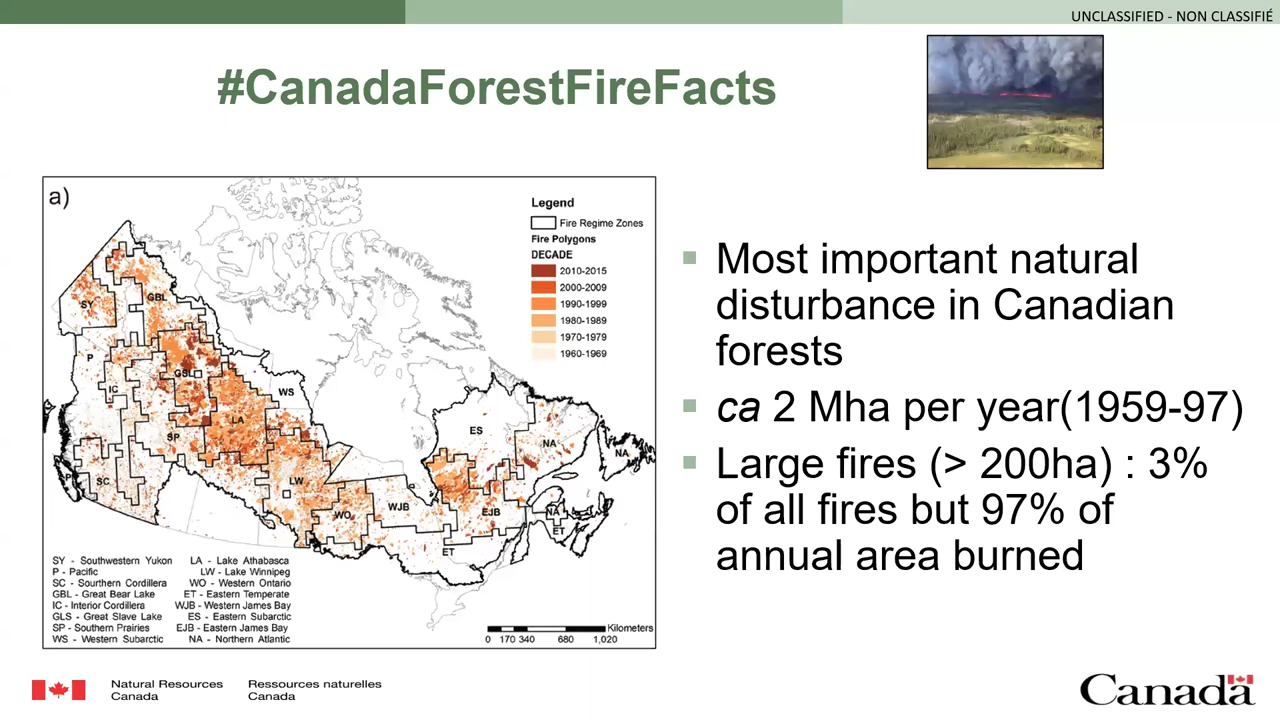 UNCLASSIFIED - NON CLASSIFIÉ
#CanadaForestFireFacts
a)
Legend
Fire Regime Zones
Fire Polygons
DECADE
2010-2015
2000-2009
1990-1999
1980-1989
1970-1979
1960-1969
SY
GBL
P
IC
GSL
WS
LA
SP
ES
NA
NA
P
SC
LW
WO
WJB
EJB
NA
ET
ET
SY - Southwestern Yukon
P - Pacific
SC - Sourthern Cordillera
GBL - Great Bear Lake
IC - Interior Cordillera
GLS - Great Slave Lake
SP - Southern Prairies
WS - Western Subarctic
LA - Lake Athabasca
LW - Lake Winnipeg
WO - Western Ontario
ET - Eastern Temperate
WJB - Western James Bay
ES - Eastern Subarctic
EJB - Eastern James Bay
NA - Northern Atlantic
Kilometers
0 170 340 680 1,020
Most important natural
disturbance in Canadian
forests
ca 2 Mha per year(1959-97)
Large fires (> 200ha) : 3%
of all fires but 97% of
annual area burned
Natural Resources
Canada
Ressources naturelles
Canada
Canada